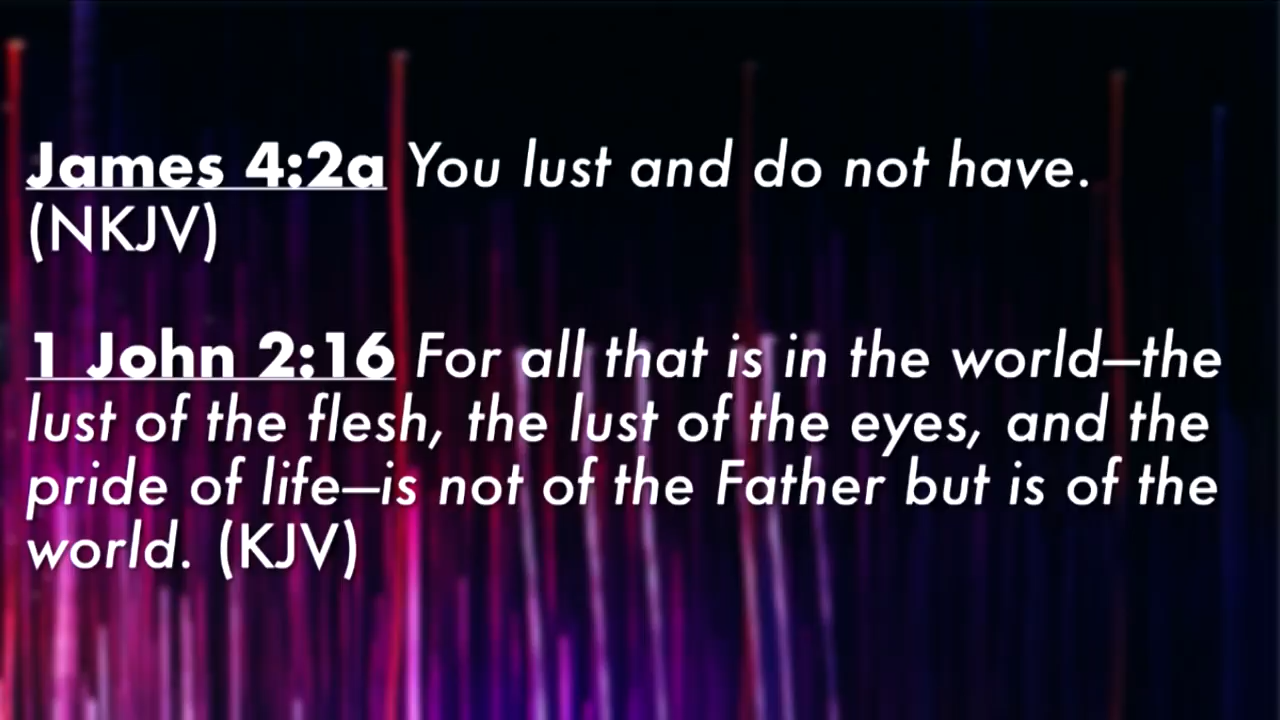 James 4:2a You lust and do not have.
(NKJV)
1 John 2:16 For all that is in the world—the
lust of the flesh, the lust of the eyes, and the
pride of life—is not of the Father but is of the
world. (KJV)